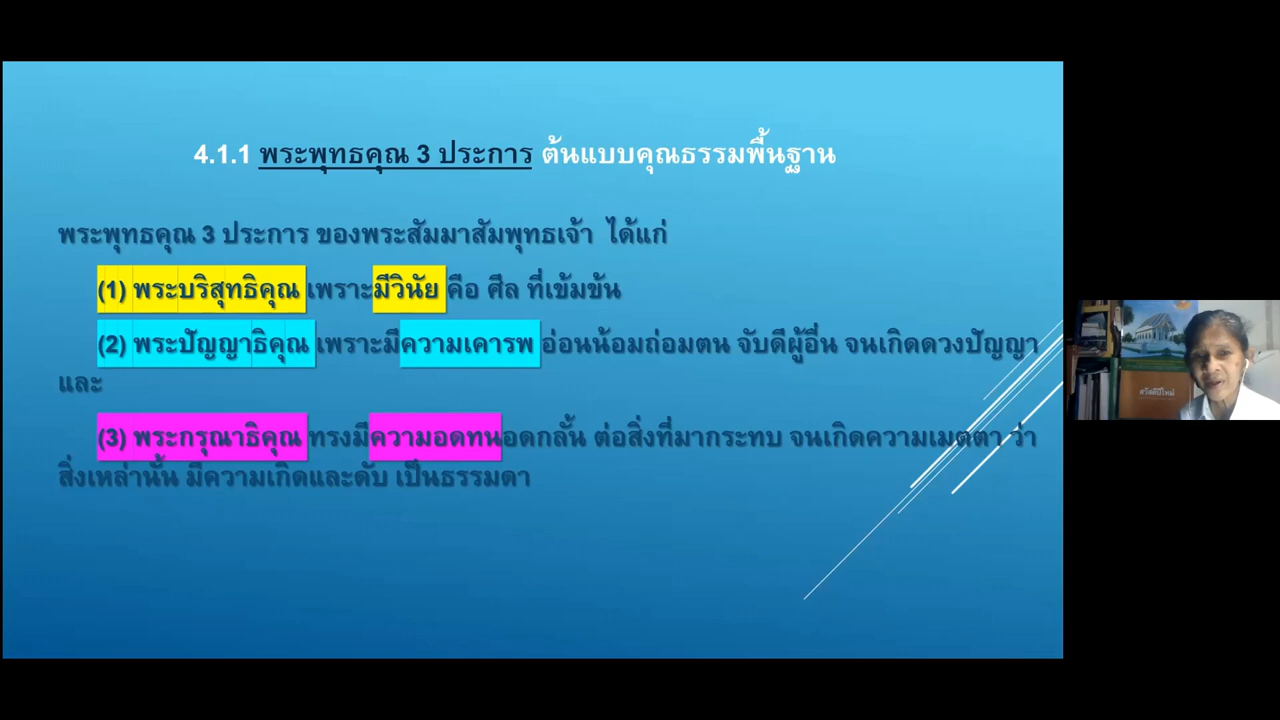 4.1.1 พระพุทธคุณ 3 ประการ ต้นแบบคุณธรรมพื้นฐาน
พระพุทธคุณ 3 ประการ ของพระสัมมาสัมพุทธเจ้า ได้แก่
(1) พระบริสุทธิคุณ เพราะมีวินัย คือ ศีล ที่เข้มข้น
(2) พระปัญญาธิคุณ เพราะมีความเคารพ อ่อนน้อมถ่อมตน จับดีผู้อื่น จนเกิดดวงปัญญา
และ
(3) พระกรุณาธิคุณ ทรงมีความอดทนอดกลั้น ต่อสิ่งที่มากระทบ จนเกิดความเมตตา ว่า
สิ่งเหล่านั้น มีความเกิดและดับ เป็นธรรมดา
สวัสดีปีใหม่